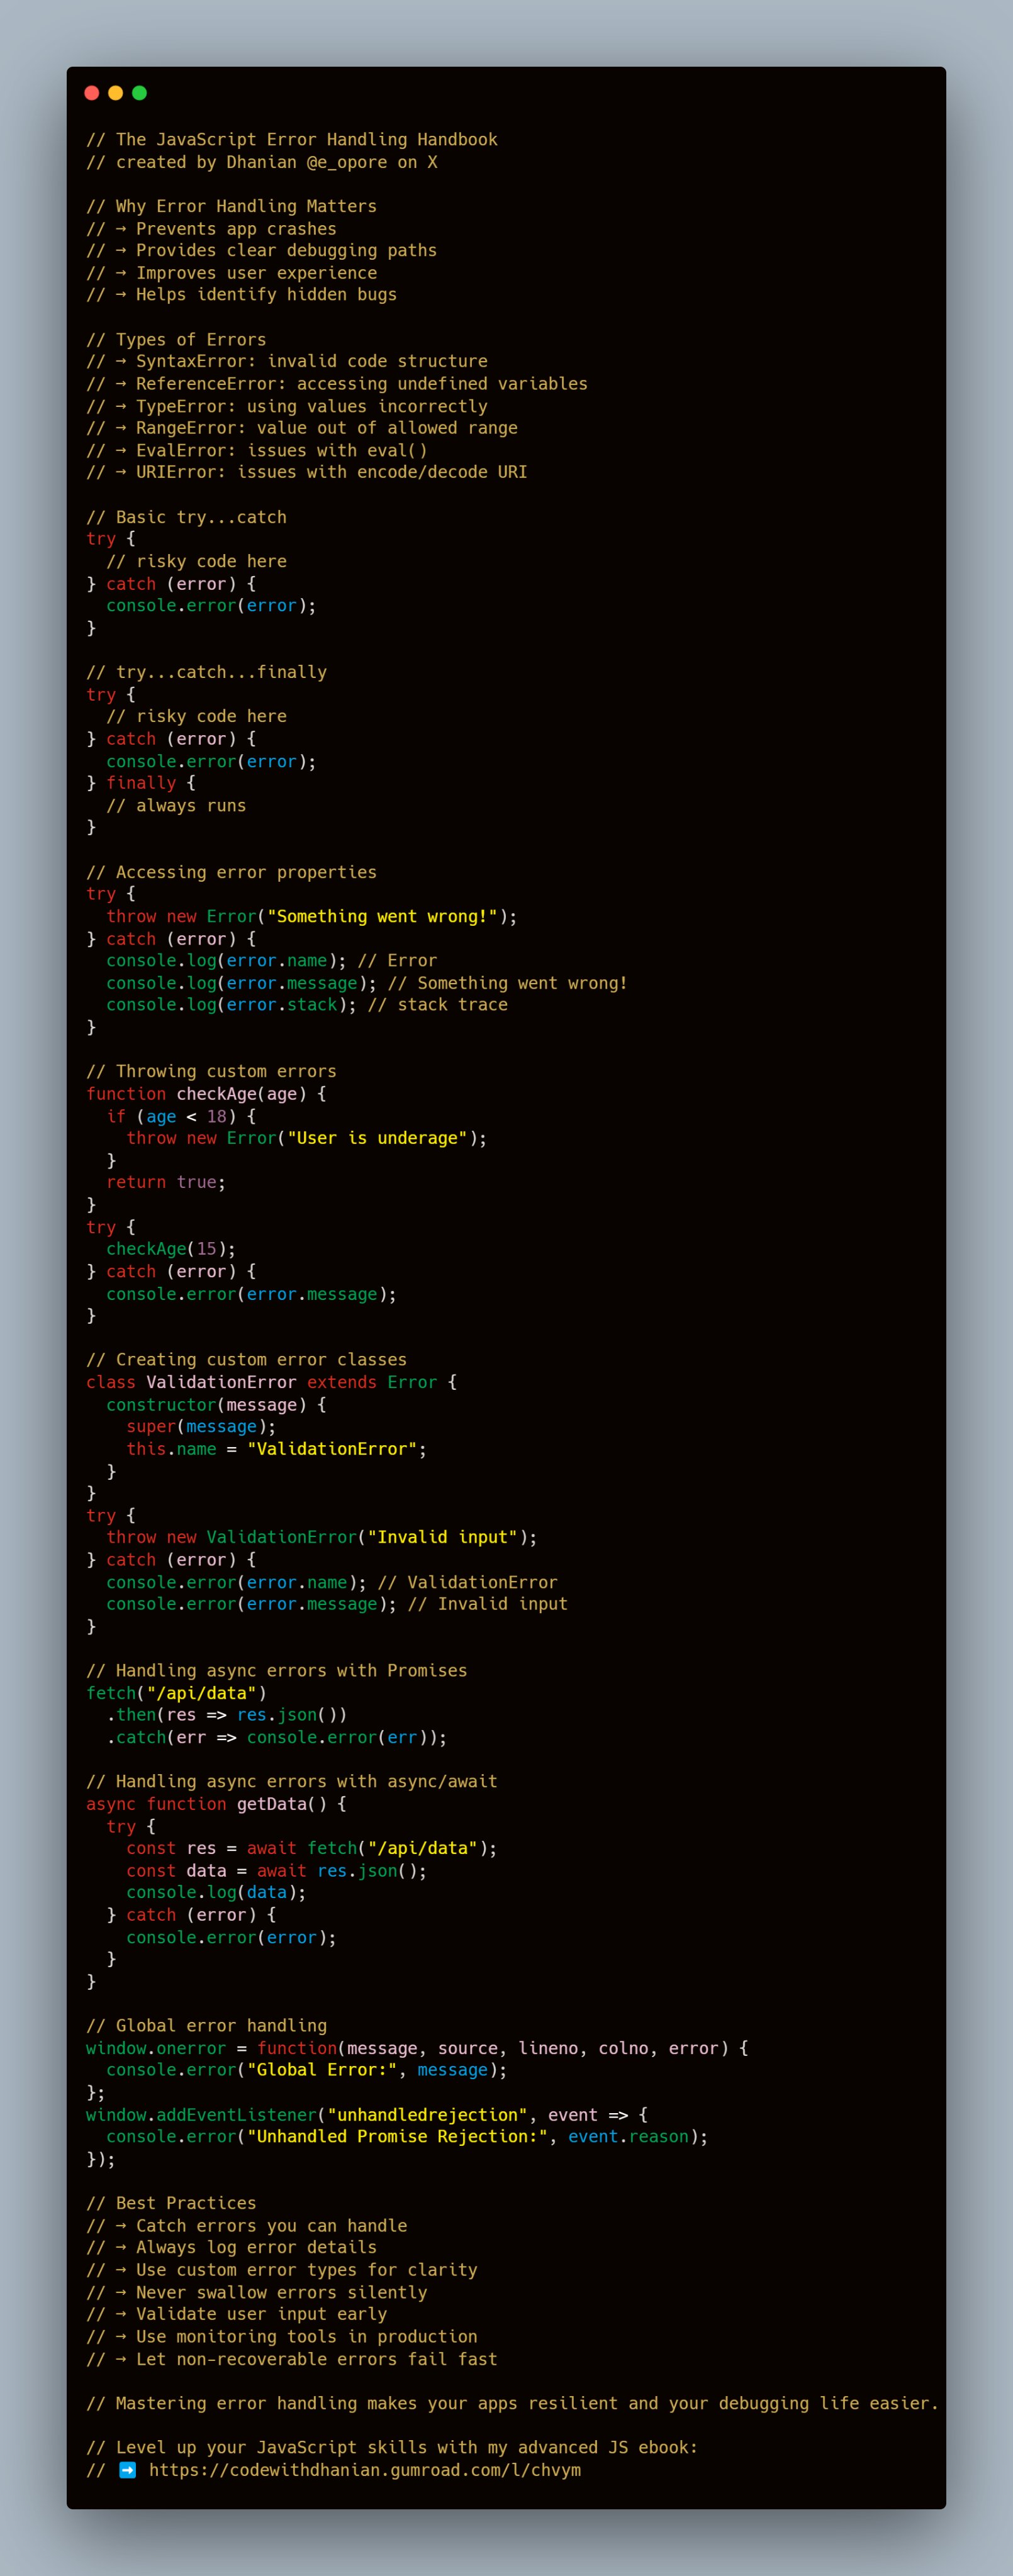 // The JavaScript Error Handling Handbook
// created by Dhanian @e_opore on X

// Why Error Handling Matters
// → Prevents app crashes
// → Provides clear debugging paths
// → Improves user experience
// → Helps identify hidden bugs

// Types of Errors
// → SyntaxError: invalid code structure
// → ReferenceError: accessing undefined variables
// → TypeError: using values incorrectly
// → RangeError: value out of allowed range
// → EvalError: issues with eval()
// → URIError: issues with encode/decode URI

// Basic try...catch
try {
  // risky code here
} catch (error) {
  console.error(error);
}

// try...catch...finally
try {
  // risky code here
} catch (error) {
  console.error(error);
} finally {
  // always runs
}

// Accessing error properties
try {
  throw new Error("Something went wrong!");
} catch (error) {
  console.log(error.name); // Error
  console.log(error.message); // Something went wrong!
  console.log(error.stack); // stack trace
}

// Throwing custom errors
function checkAge(age) {
  if (age < 18) {
    throw new Error("User is underage");
  }
  return true;
}
try {
  checkAge(15);
} catch (error) {
  console.error(error.message);
}

// Creating custom error classes
class ValidationError extends Error {
  constructor(message) {
    super(message);
    this.name = "ValidationError";
  }
}
try {
  throw new ValidationError("Invalid input");
} catch (error) {
  console.error(error.name); // ValidationError
  console.error(error.message); // Invalid input
}

// Handling async errors with Promises
fetch("/api/data")
  .then(res => res.json())
  .catch(err => console.error(err));

// Handling async errors with async/await
async function getData() {
  try {
    const res = await fetch("/api/data");
    const data = await res.json();
    console.log(data);
  } catch (error) {
    console.error(error);
  }
}

// Global error handling
window.onerror = function(message, source, lineno, colno, error) {
  console.error("Global Error:", message);
};
window.addEventListener("unhandledrejection", event => {
  console.error("Unhandled Promise Rejection:", event.reason);
});

// Best Practices
// → Catch errors you can handle
// → Always log error details
// → Use custom error types for clarity
// → Never swallow errors silently
// → Validate user input early
// → Use monitoring tools in production
// → Let non-recoverable errors fail fast

// Mastering error handling makes your apps resilient and your debugging life easier.

// Level up your JavaScript skills with my advanced JS ebook:
// ➡️ https://codewithdhanian.gumroad.com/l/chvym